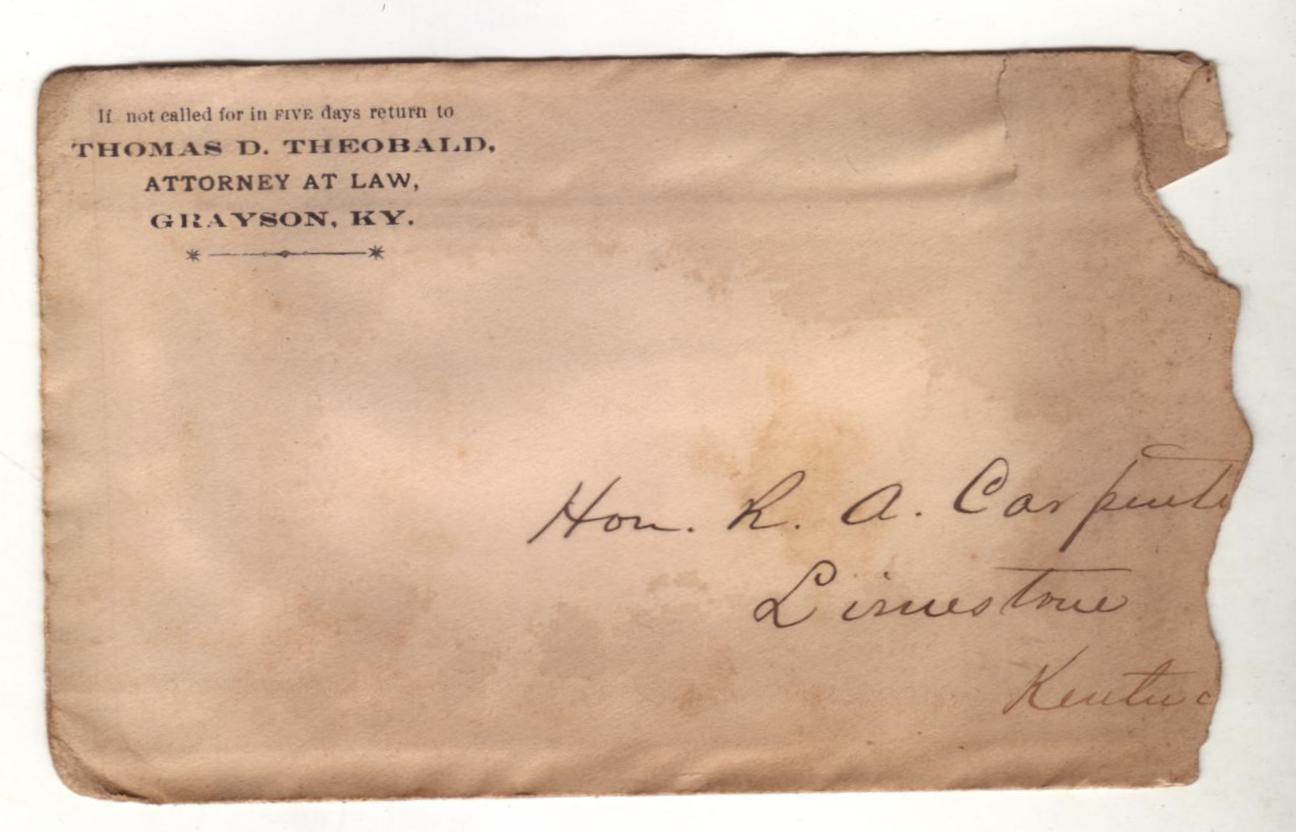 If not called for in FIVE days return to
THOMAS D. THEOBALD,
ATTORNEY AT LAW,
GRAYSON, KY.
Hon. R. A. Carpente
Limestone
Kentuc